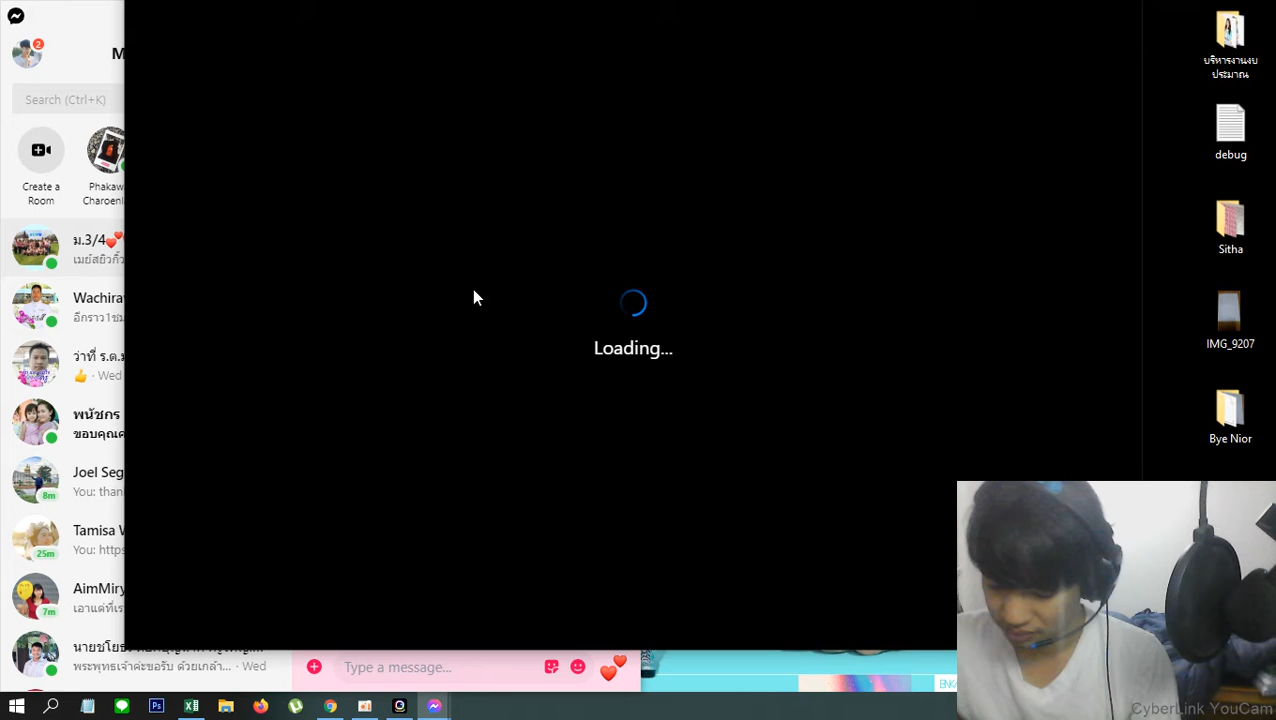 2
M
Search (Ctrl+K)
Create a
Room
Phakaw
Charoen
ม.3/4💕
เมย์สยิวกิ้ว
Wachira
อีกราว1ชม
ว่าที่ ร.ต.
👍 · Wed
พนัชกร
ขอบคุณค
Joel Seg
You: than
8m
Tamisa W
You: https
25m
AimMiry
เอาแต่ที่เร
7m
นายชโย
พระพุทธเจ้าค่ะขอรับ ด้วยเกล้า... · Wed
Loading...
Type a message...
บริหารงานงบ
ประมาณ
debug
Sitha
IMG_9207
Bye Nior
Ps
CyberLink YouCam